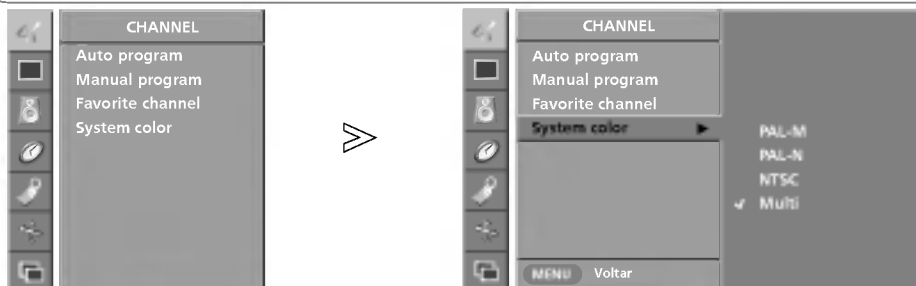 CHANNEL
Auto program
Manual program
Favorite channel
System color
CHANNEL
Auto program
Manual program
Favorite channel
System color
PAL-M
PAL-N
NTSC
Multi
MENU Voltar